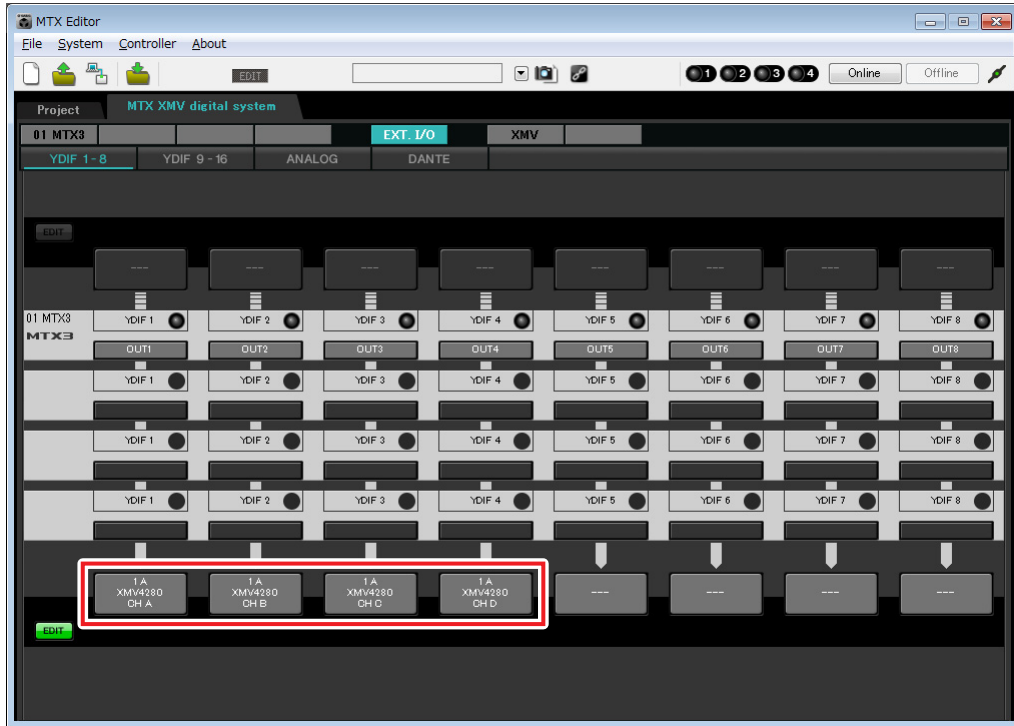 MTX Editor
File System Controller About
EDIT 1 2 3 4 Online Offline
Project MTX XMV digital system
01 MTX3 EXT. I/O XMV
YDIF 1-8 YDIF 9-16 ANALOG DANTE
EDIT
--- --- --- --- --- --- --- ---
01 MTX3 YDIF 1 YDIF 2 YDIF 3 YDIF 4 YDIF 5 YDIF 6 YDIF 7 YDIF 8
MTX3
OUT1 OUT2 OUT3 OUT4 OUT5 OUT6 OUT7 OUT8
YDIF 1 YDIF 2 YDIF 3 YDIF 4 YDIF 5 YDIF 6 YDIF 7 YDIF 8
YDIF 1 YDIF 2 YDIF 3 YDIF 4 YDIF 5 YDIF 6 YDIF 7 YDIF 8
YDIF 1 YDIF 2 YDIF 3 YDIF 4 YDIF 5 YDIF 6 YDIF 7 YDIF 8
1 A 1 A 1 A 1 A
XMV4280 XMV4280 XMV4280 XMV4280 --- --- --- ---
CH A CH B CH C CH D
EDIT